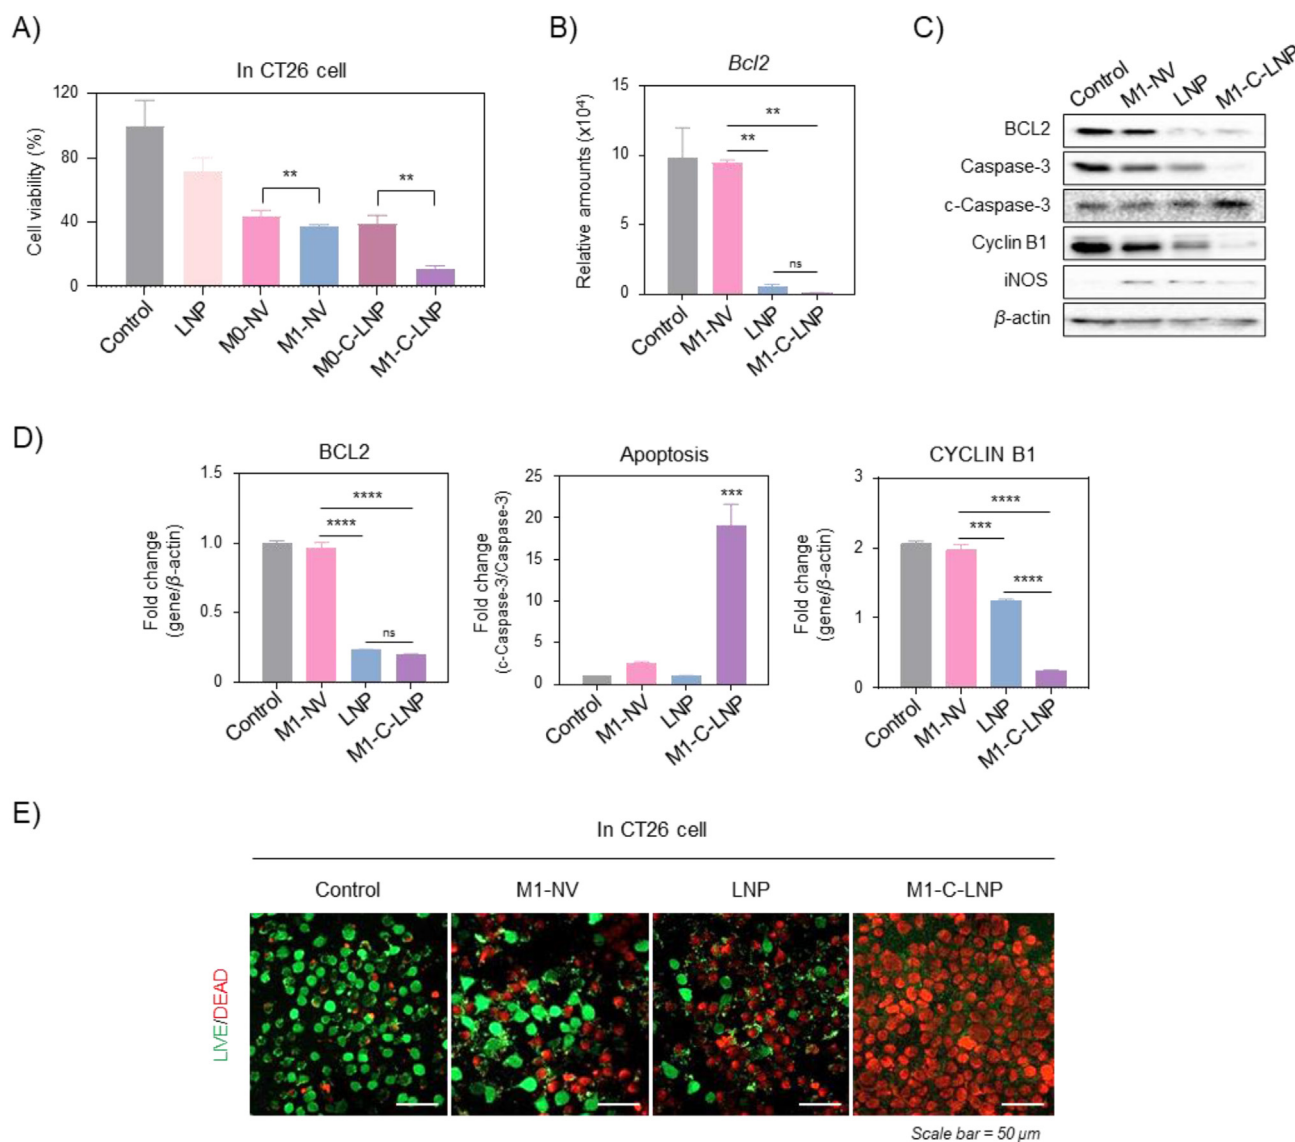 A)
In CT26 cell
Cell viability (%)
120
80
40
0
**
**
Control
LNP
M0-NV
M1-NV
M0-C-LNP
M1-C-LNP
B)
Bcl2
Relative amounts (x10⁴)
15
10
5
0
**
**
ns
Control
M1-NV
LNP
M1-C-LNP
C)
Control
M1-NV
LNP
M1-C-LNP
BCL2
Caspase-3
c-Caspase-3
Cyclin B1
iNOS
β-actin
D)
BCL2
Fold change
(gene/β-actin)
1.5
1.0
0.5
0
****
****
ns
Control
M1-NV
LNP
M1-C-LNP
Apoptosis
Fold change
(c-Caspase-3/Caspase-3)
25
20
15
10
5
0
***
Control
M1-NV
LNP
M1-C-LNP
CYCLIN B1
Fold change
(gene/β-actin)
3
2
1
0
****
***
****
Control
M1-NV
LNP
M1-C-LNP
E)
In CT26 cell
Control
M1-NV
LNP
M1-C-LNP
LIVE/DEAD
Scale bar = 50 μm